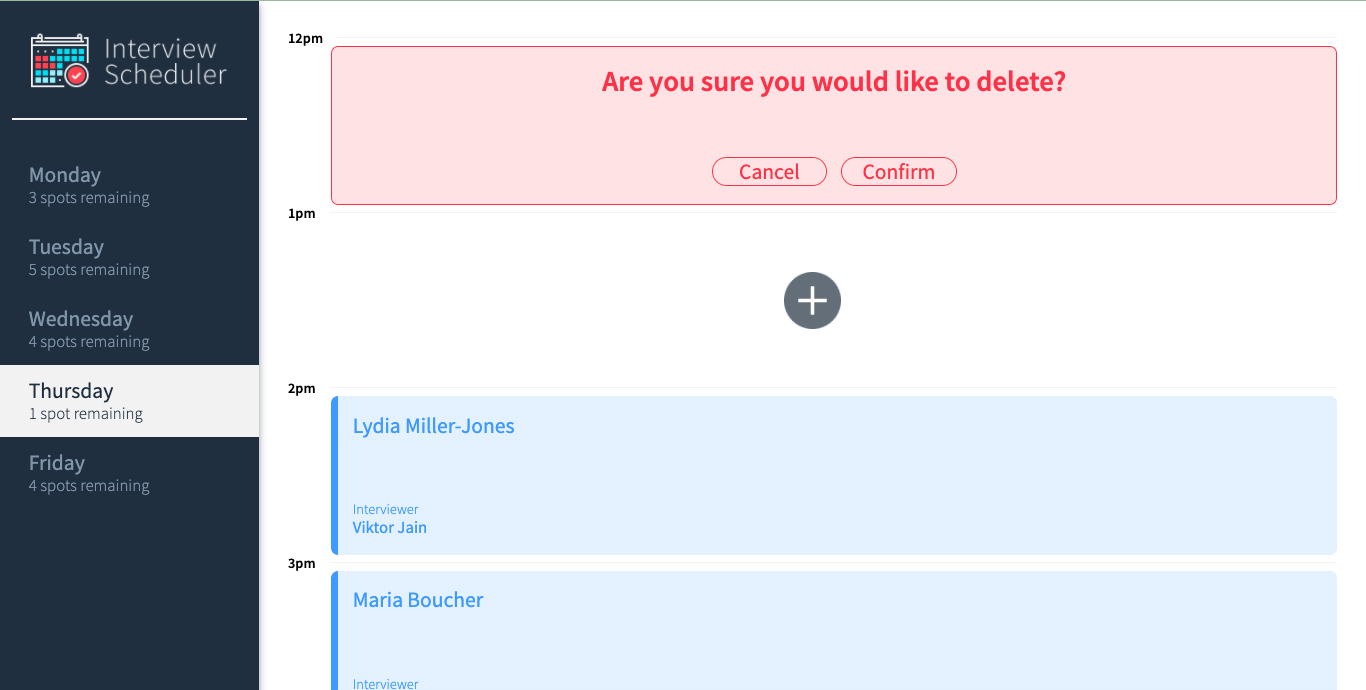 Interview
Scheduler
Monday
3 spots remaining
Tuesday
5 spots remaining
Wednesday
4 spots remaining
Thursday
1 spot remaining
Friday
4 spots remaining
12pm
Are you sure you would like to delete?
Cancel Confirm
1pm
2pm
Lydia Miller-Jones
Interviewer
Viktor Jain
3pm
Maria Boucher
Interviewer